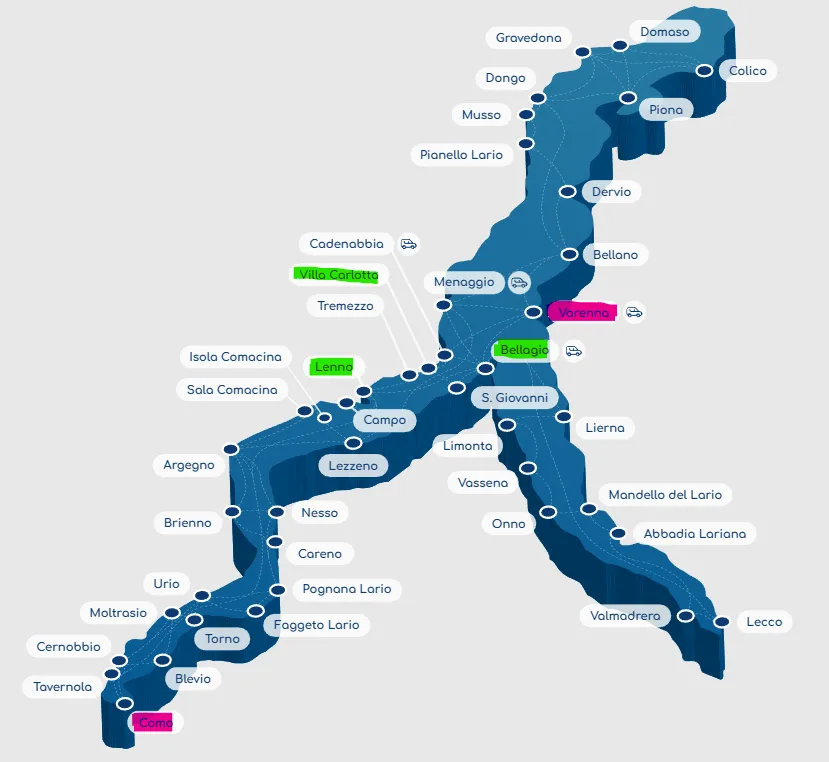 Domaso
Gravedona
Colico
Dongo
Piona
Musso
Pianello Lario
Dervio
Cadenabbia
Bellano
Villa Carlotta
Menaggio
Tremezzo
Varenna
Bellagio
Isola Comacina
Lenno
Sala Comacina
S. Giovanni
Campo
Lierna
Limonta
Argegno
Lezzeno
Vassena
Mandello del Lario
Nesso
Brienno
Onno
Abbadia Lariana
Careno
Urio
Pognana Lario
Moltrasio
Valmadrera
Lecco
Faggeto Lario
Torno
Cernobbio
Blevio
Tavernola
Como